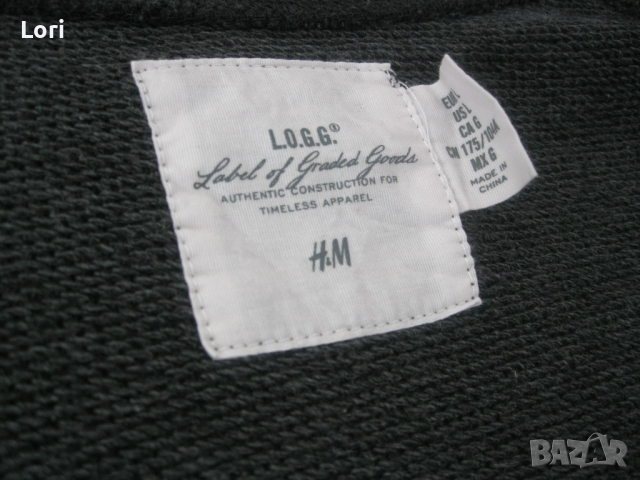 Lori
L.O.G.G.®
Label of Graded Goods
AUTHENTIC CONSTRUCTION FOR
TIMELESS APPAREL
H&M
EUR L
US L
CA G
CN 175/104A
MX G
MADE IN
CHINA
BAZAR